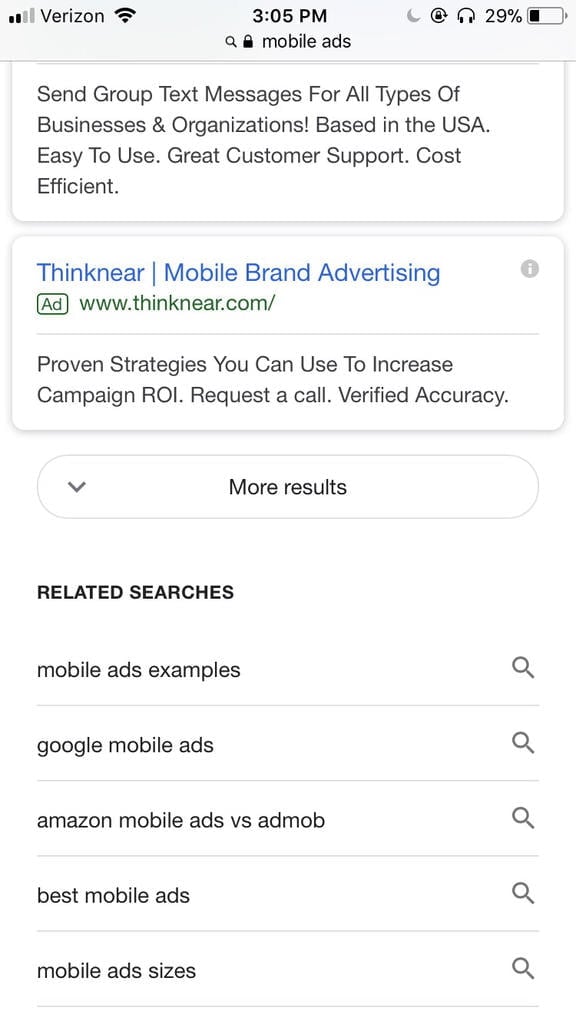 Verizon 3:05 PM 29%
mobile ads
Send Group Text Messages For All Types Of
Businesses & Organizations! Based in the USA.
Easy To Use. Great Customer Support. Cost
Efficient.
Thinknear | Mobile Brand Advertising
Ad www.thinknear.com/
Proven Strategies You Can Use To Increase
Campaign ROI. Request a call. Verified Accuracy.
More results
RELATED SEARCHES
mobile ads examples
google mobile ads
amazon mobile ads vs admob
best mobile ads
mobile ads sizes